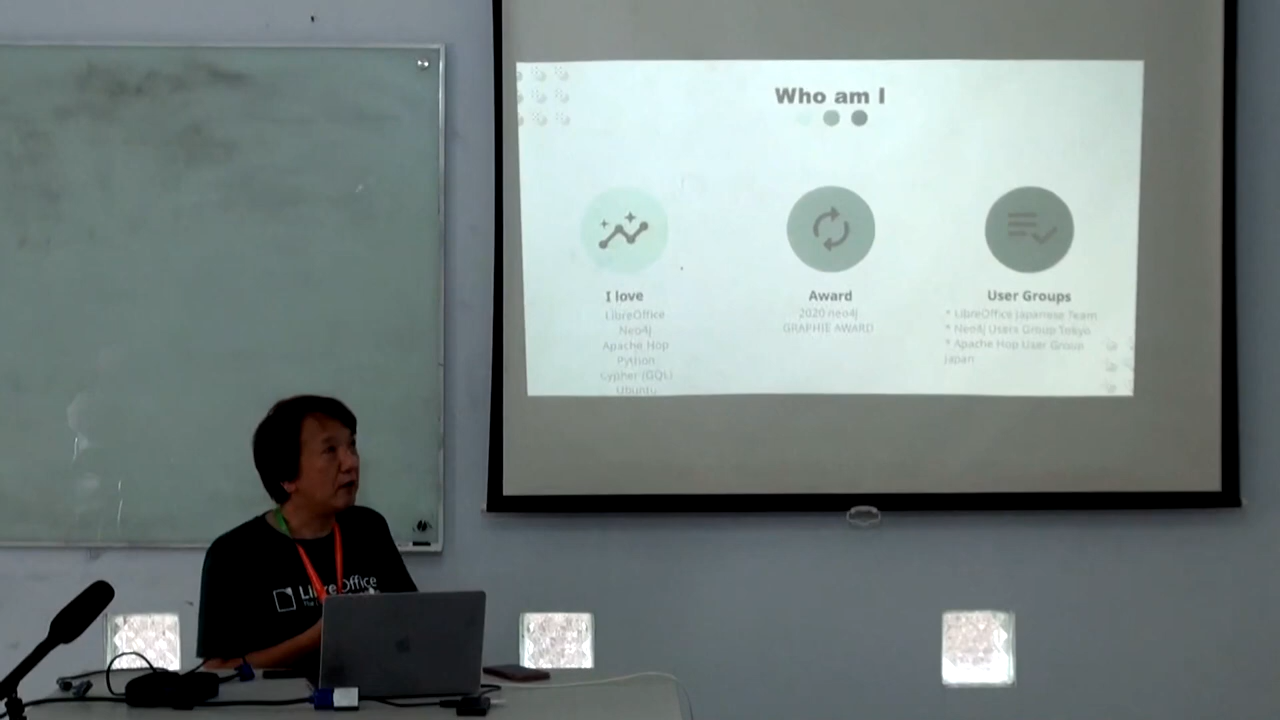 Who am I
I love
LibreOffice
Neo4j
Apache Hop
Python
Cypher (GQL)
Ubuntu
Award
2020 neo4j
GRAPHIE AWARD
User Groups
* LibreOffice Japanese Team
* Neo4j Users Group Tokyo
* Apache Hop User Group
Japan
LibreOffice